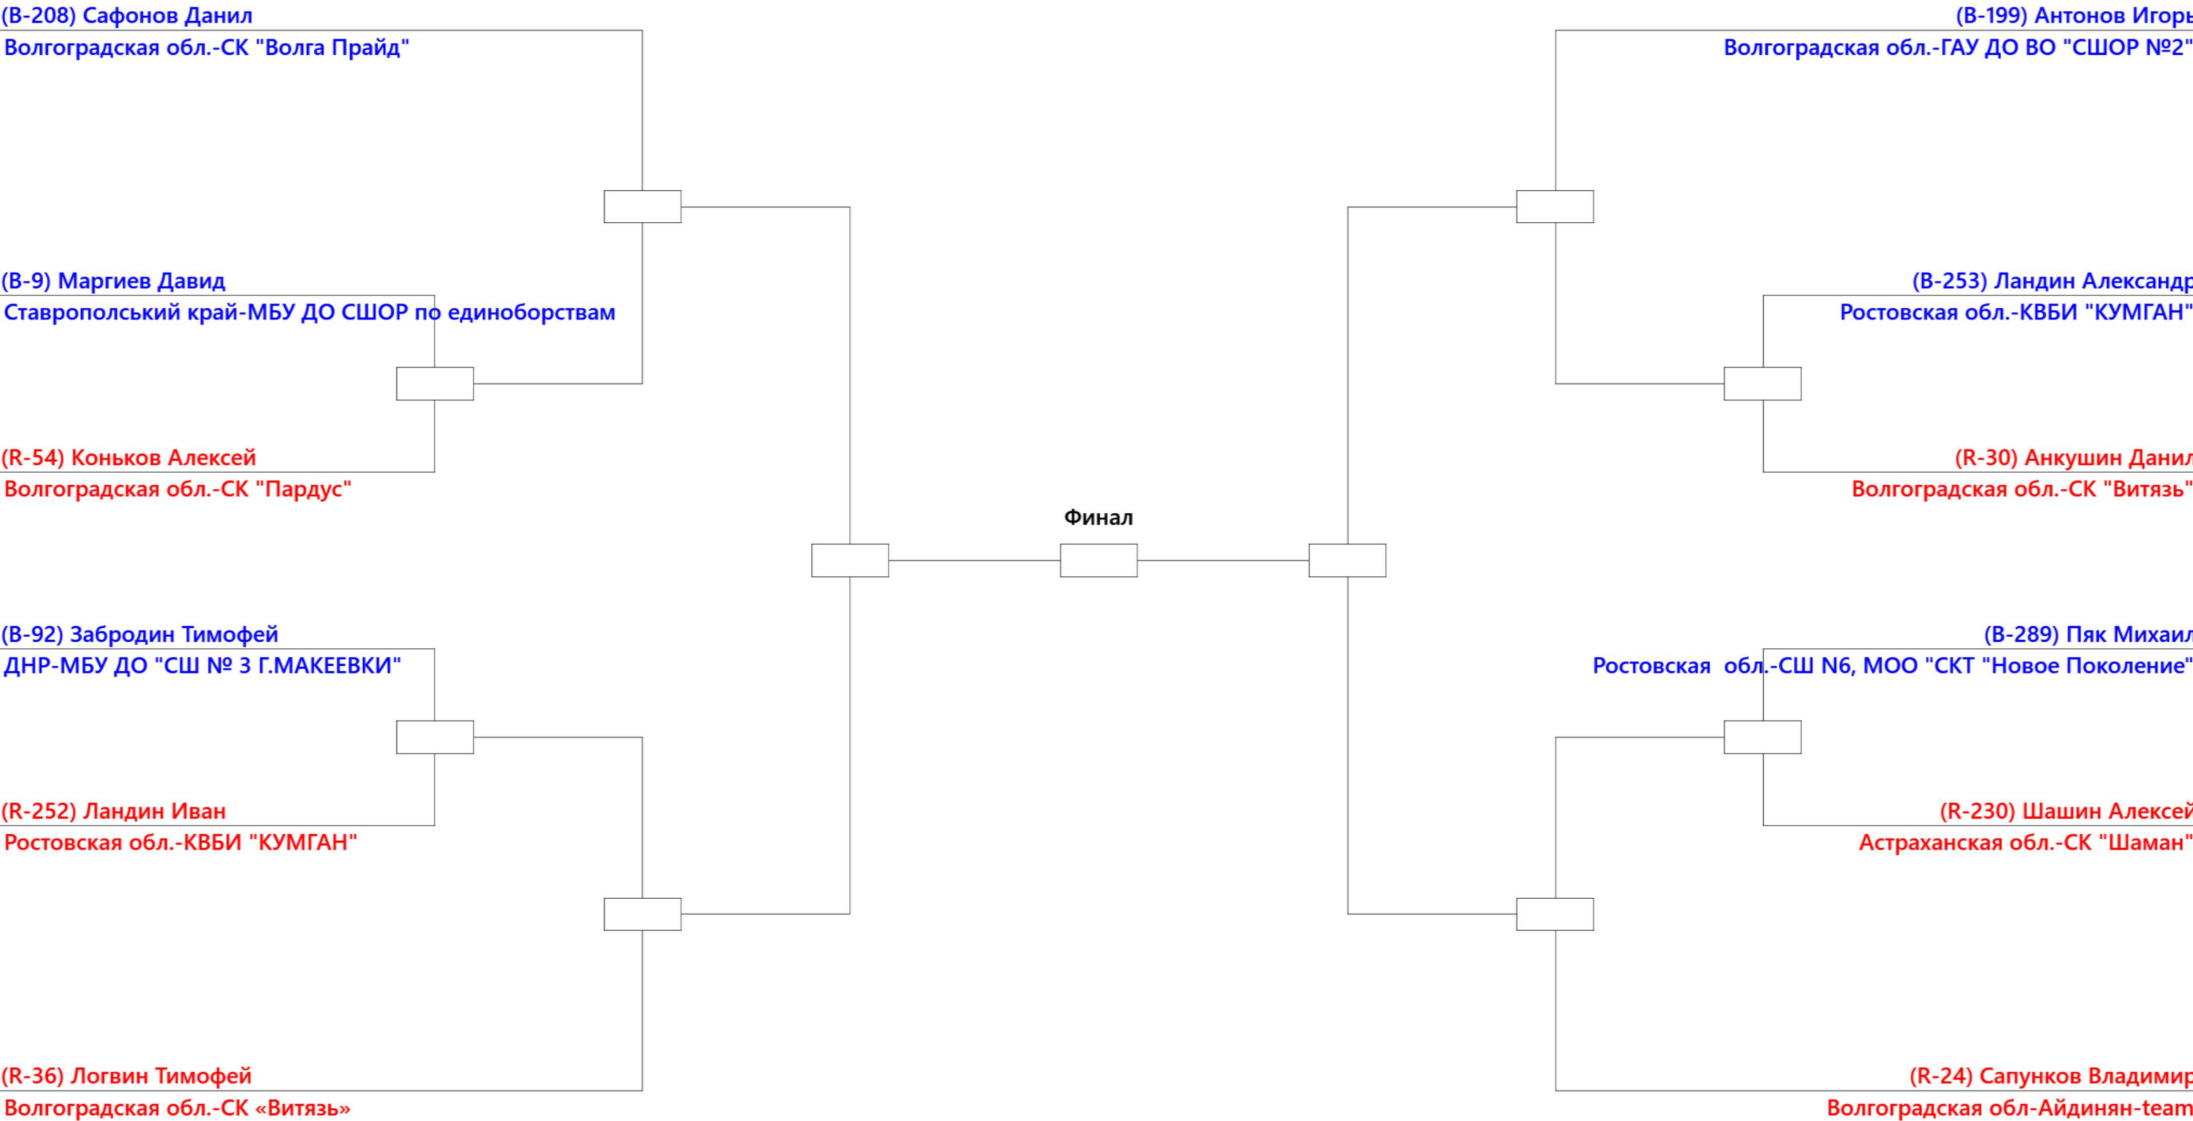 (B-208) Сафонов Данил
Волгоградская обл.-СК "Волга Прайд"
(B-9) Маргиев Давид
Ставропольський край-МБУ ДО СШОР по единоборствам
(R-54) Коньков Алексей
Волгоградская обл.-СК "Пардус"
(B-92) Забродин Тимофей
ДНР-МБУ ДО "СШ № 3 Г.МАКЕЕВКИ"
(R-252) Ландин Иван
Ростовская обл.-КВБИ "КУМГАН"
(R-36) Логвин Тимофей
Волгоградская обл.-СК «Витязь»
Финал
(B-199) Антонов Игорь
Волгоградская обл.-ГАУ ДО ВО "СШОР №2"
(B-253) Ландин Александр
Ростовская обл.-КВБИ "КУМГАН"
(R-30) Анкушин Данил
Волгоградская обл.-СК "Витязь"
(B-289) Пяк Михаил
Ростовская  обл.-СШ N6, МОО "СКТ "Новое Поколение"
(R-230) Шашин Алексей
Астраханская обл.-СК "Шаман"
(R-24) Сапунков Владимир
Волгоградская обл-Айдинян-team